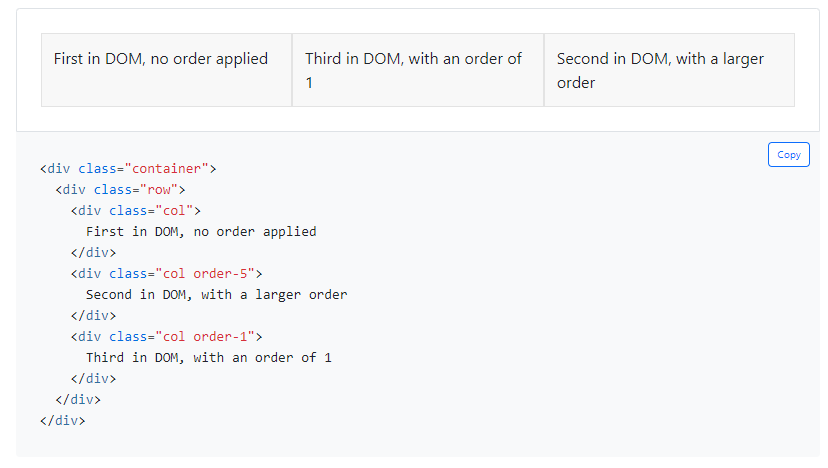 First in DOM, no order applied
Third in DOM, with an order of
1
Second in DOM, with a larger
order
Copy
<div class="container">
  <div class="row">
    <div class="col">
      First in DOM, no order applied
    </div>
    <div class="col order-5">
      Second in DOM, with a larger order
    </div>
    <div class="col order-1">
      Third in DOM, with an order of 1
    </div>
  </div>
</div>